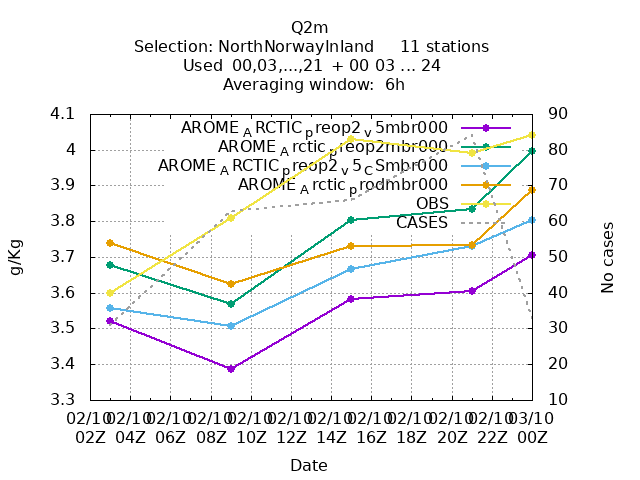 Q2m
Selection: NorthNorwayInland     11 stations
Used  00,03,...,21  + 00 03 ... 24
Averaging window:  6h
4.1
4
3.9
3.8
3.7
3.6
3.5
3.4
3.3
g/Kg
AROME_ARCTIC_preop2_v5mbr000
AROME_Arctic_preop2mbr000
AROME_ARCTIC_preop2_v5_CSmbr000
AROME_Arctic_prodmbr000
OBS
CASES
90
80
70
60
50
40
30
20
10
No cases
02/10 02/10 02/10 02/10 02/10 02/10 02/10 02/10 02/10 02/10 02/10 03/10
02Z 04Z 06Z 08Z 10Z 12Z 14Z 16Z 18Z 20Z 22Z 00Z
Date